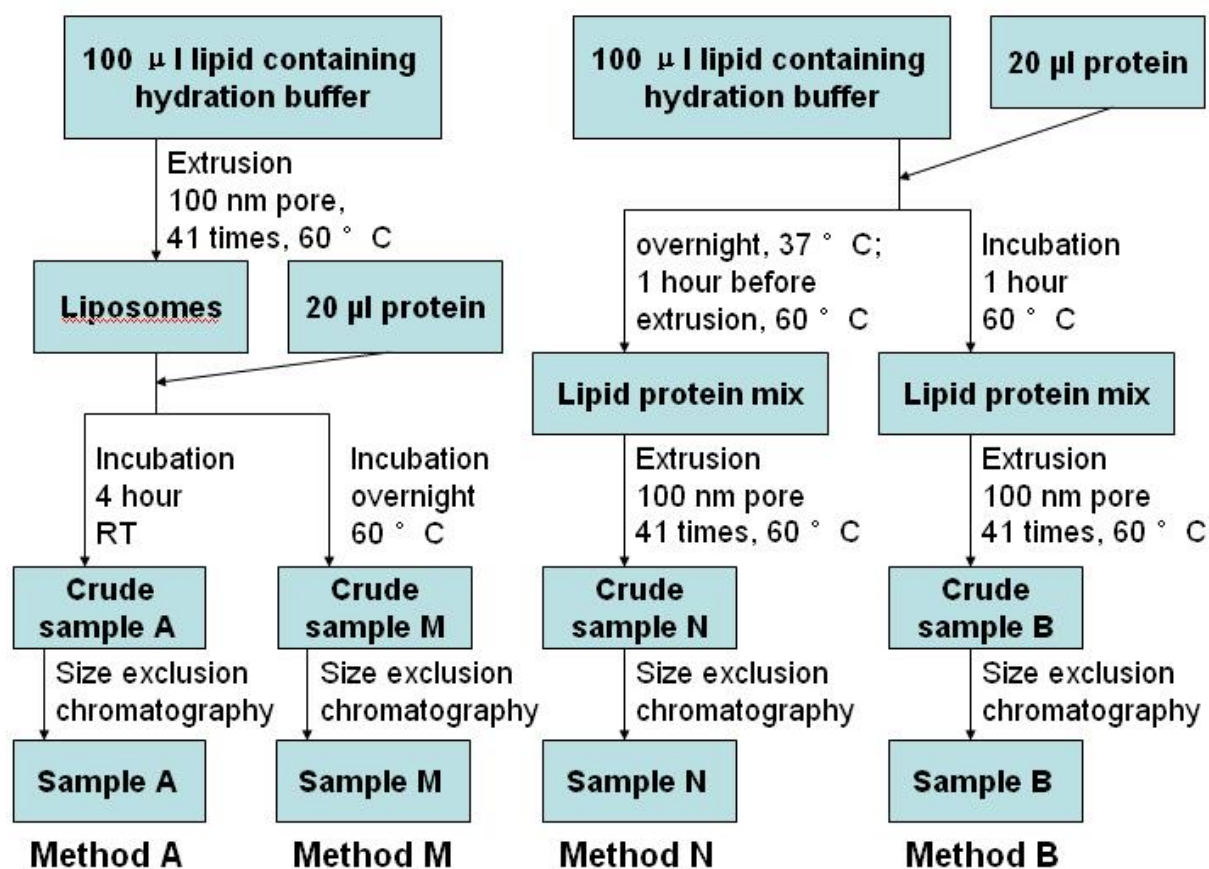 100 μl lipid containing
hydration buffer
Extrusion
100 nm pore,
41 times, 60 ° C
Liposomes
20 µl protein
Incubation
4 hour
RT
Incubation
overnight
60 ° C
Crude
sample A
Crude
sample M
Size exclusion
chromatography
Size exclusion
chromatography
Sample A
Sample M
Method A
Method M
100 μl lipid containing
hydration buffer
20 µl protein
overnight, 37 ° C;
1 hour before
extrusion, 60 ° C
Incubation
1 hour
60 ° C
Lipid protein mix
Lipid protein mix
Extrusion
100 nm pore
41 times, 60 ° C
Extrusion
100 nm pore
41 times, 60 ° C
Crude
sample N
Crude
sample B
Size exclusion
chromatography
Size exclusion
chromatography
Sample N
Sample B
Method N
Method B